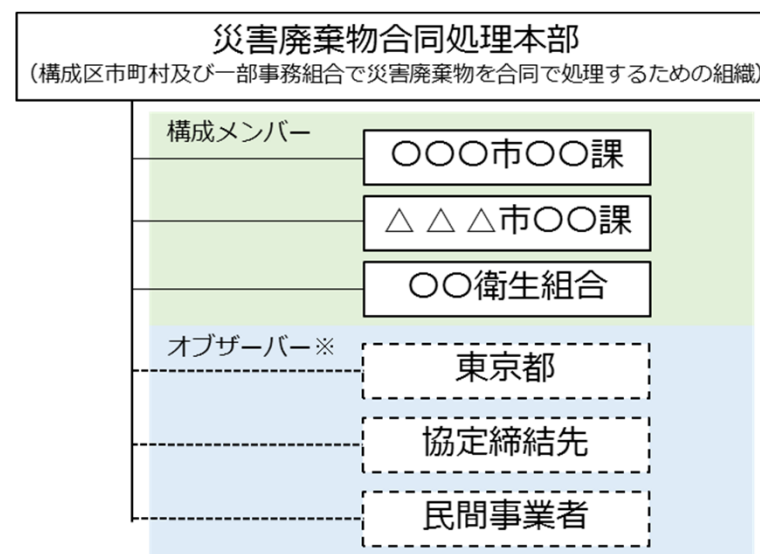 災害廃棄物合同処理本部
（構成区市町村及び一部事務組合で災害廃棄物を合同で処理するための組織）
構成メンバー
〇〇〇市〇〇課
△ △ △市〇〇課
〇〇衛生組合
オブザーバー※
東京都
協定締結先
民間事業者